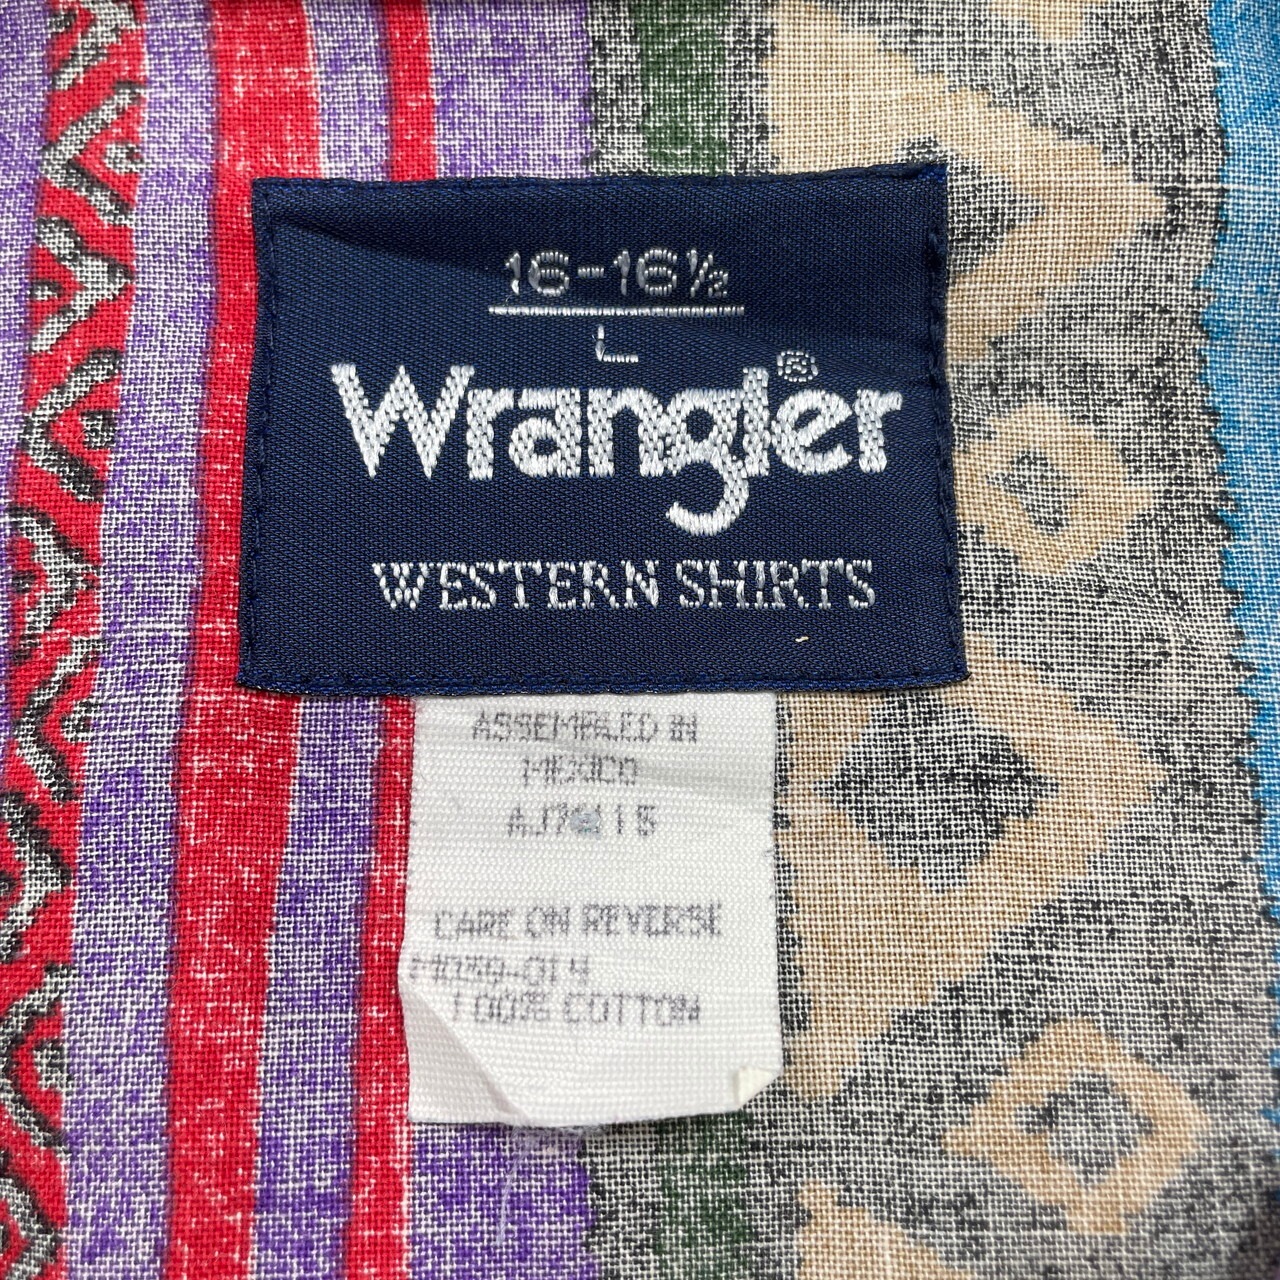 16-16½
L
Wrangler®
WESTERN SHIRTS
ASSEMBLED IN
MEXICO
CARE ON REVERSE
100% COTTON